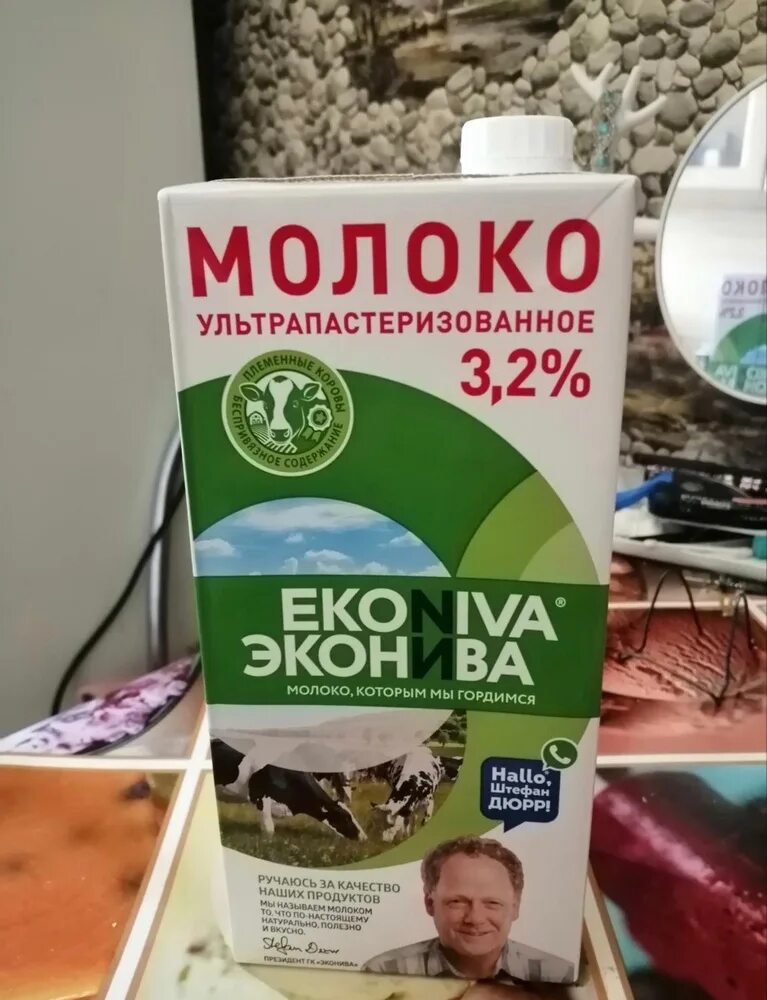 МОЛОКО
УЛЬТРАПАСТЕРИЗОВАННОЕ
3,2%
ПЛЕМЕННЫЕ КОРОВЫ
БЕСПРИВЯЗНОЕ СОДЕРЖАНИЕ
EKONIVA®
ЭКОНИВА
МОЛОКО, КОТОРЫМ МЫ ГОРДИМСЯ
Hallo,
Штефан
ДЮРР!
РУЧАЮСЬ ЗА КАЧЕСТВО
НАШИХ ПРОДУКТОВ
МЫ НАЗЫВАЕМ МОЛОКОМ
ТО, ЧТО ПО-НАСТОЯЩЕМУ
НАТУРАЛЬНО, ПОЛЕЗНО
И ВКУСНО.
ПРЕЗИДЕНТ ГК «ЭКОНИВА»